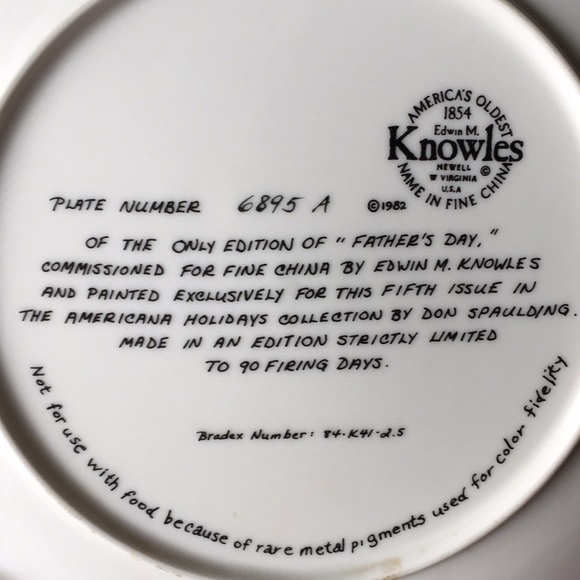 AMERICA'S OLDEST
1854
Edwin M.
Knowles
NEWELL ©
W VIRGINIA
U.S.A
NAME IN FINE CHINA
PLATE NUMBER 6895 A ©1982
OF THE ONLY EDITION OF "FATHER'S DAY,"
COMMISSIONED FOR FINE CHINA BY EDWIN M. KNOWLES
AND PAINTED EXCLUSIVELY FOR THIS FIFTH ISSUE IN
THE AMERICANA HOLIDAYS COLLECTION BY DON SPAULDING.
MADE IN AN EDITION STRICTLY LIMITED
TO 90 FIRING DAYS.
Bradex Number: 84-K41-2.5
Not for use with food because of rare metal pigments used for color fidelity